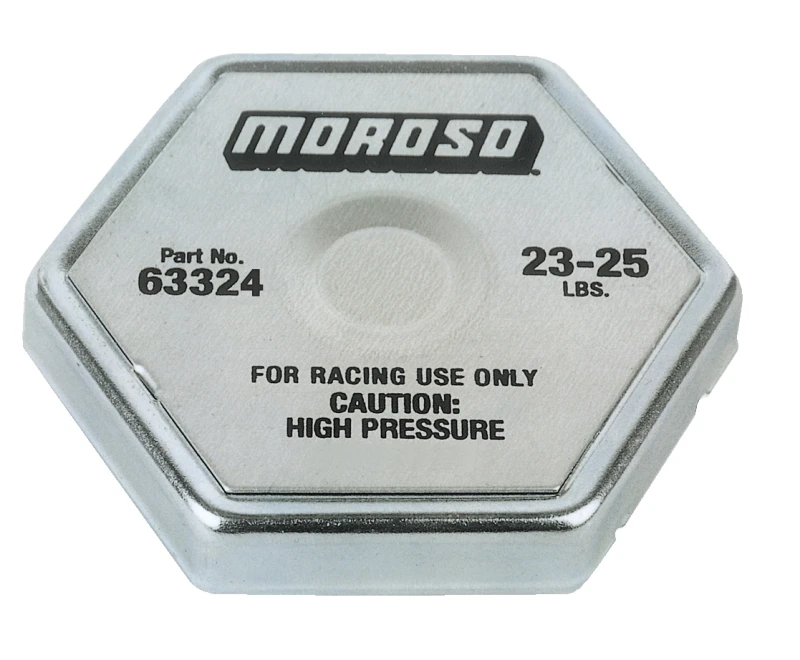 MOROSO
Part No.
63324
23-25
LBS.
FOR RACING USE ONLY
CAUTION:
HIGH PRESSURE